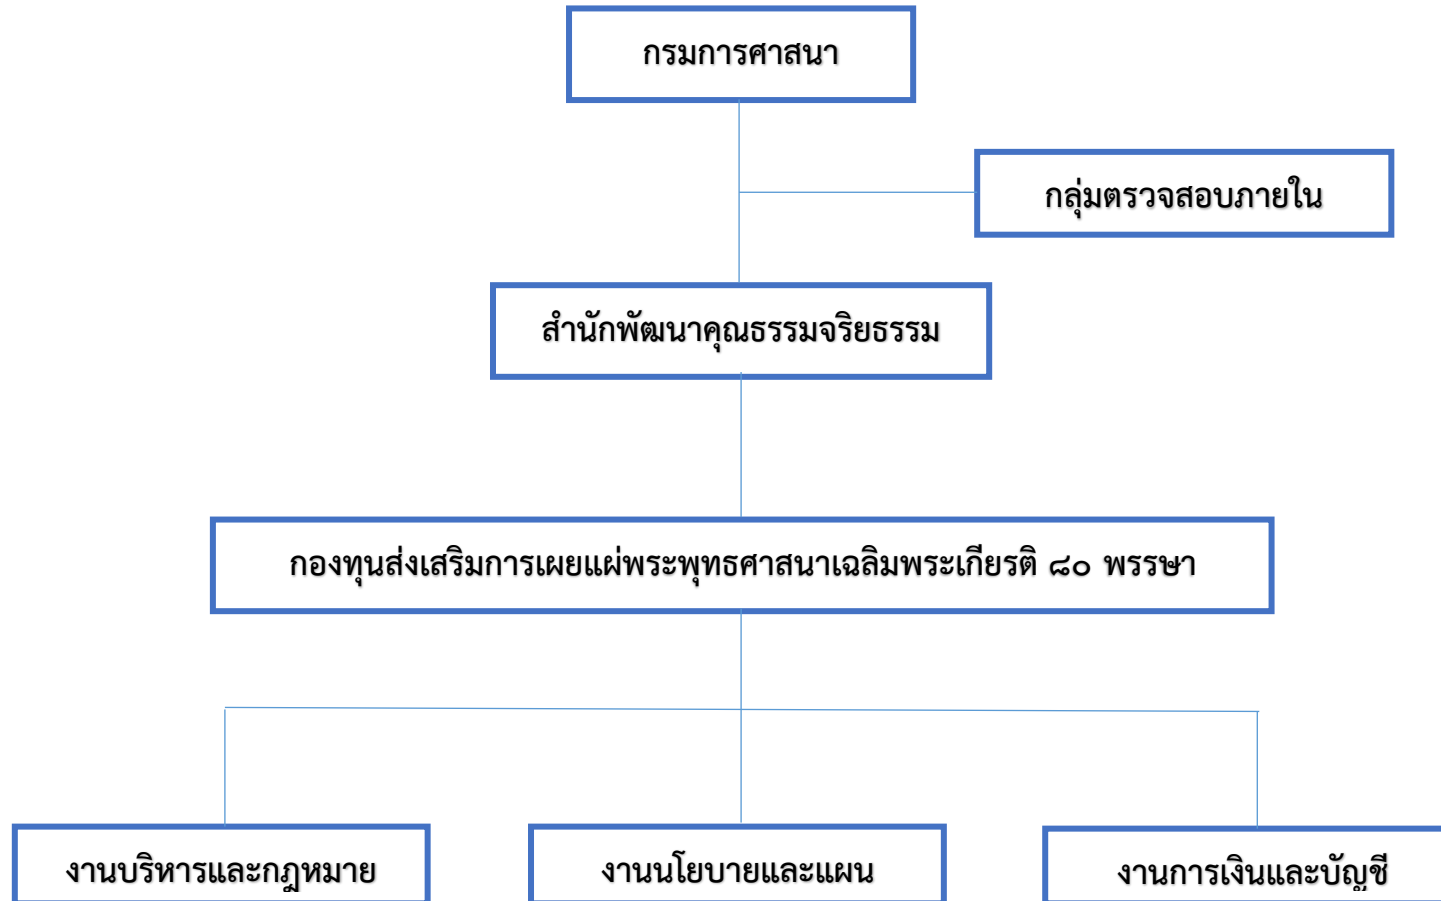 กรมการศาสนา
กลุ่มตรวจสอบภายใน
สำนักพัฒนาคุณธรรมจริยธรรม
กองทุนส่งเสริมการเผยแผ่พระพุทธศาสนาเฉลิมพระเกียรติ ๘๐ พรรษา
งานบริหารและกฎหมาย
งานนโยบายและแผน
งานการเงินและบัญชี